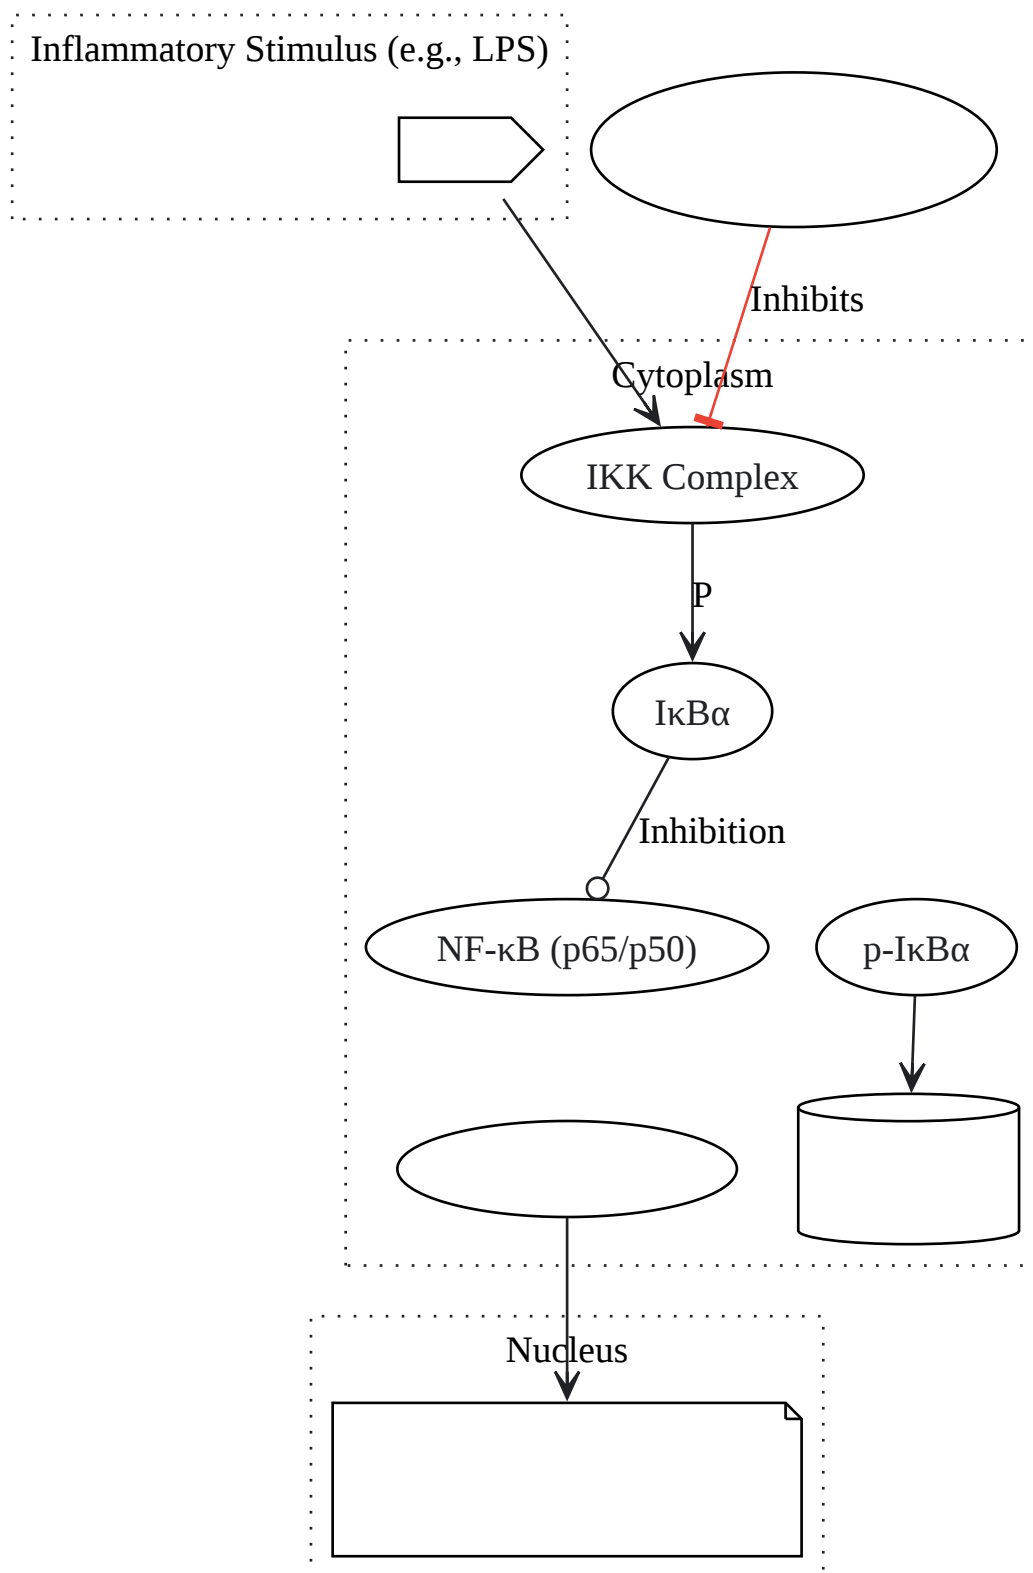 Inflammatory Stimulus (e.g., LPS)
Inhibits
Cytoplasm
IKK Complex
P
IκBα
Inhibition
NF-κB (p65/p50)
p-IκBα
Nucleus